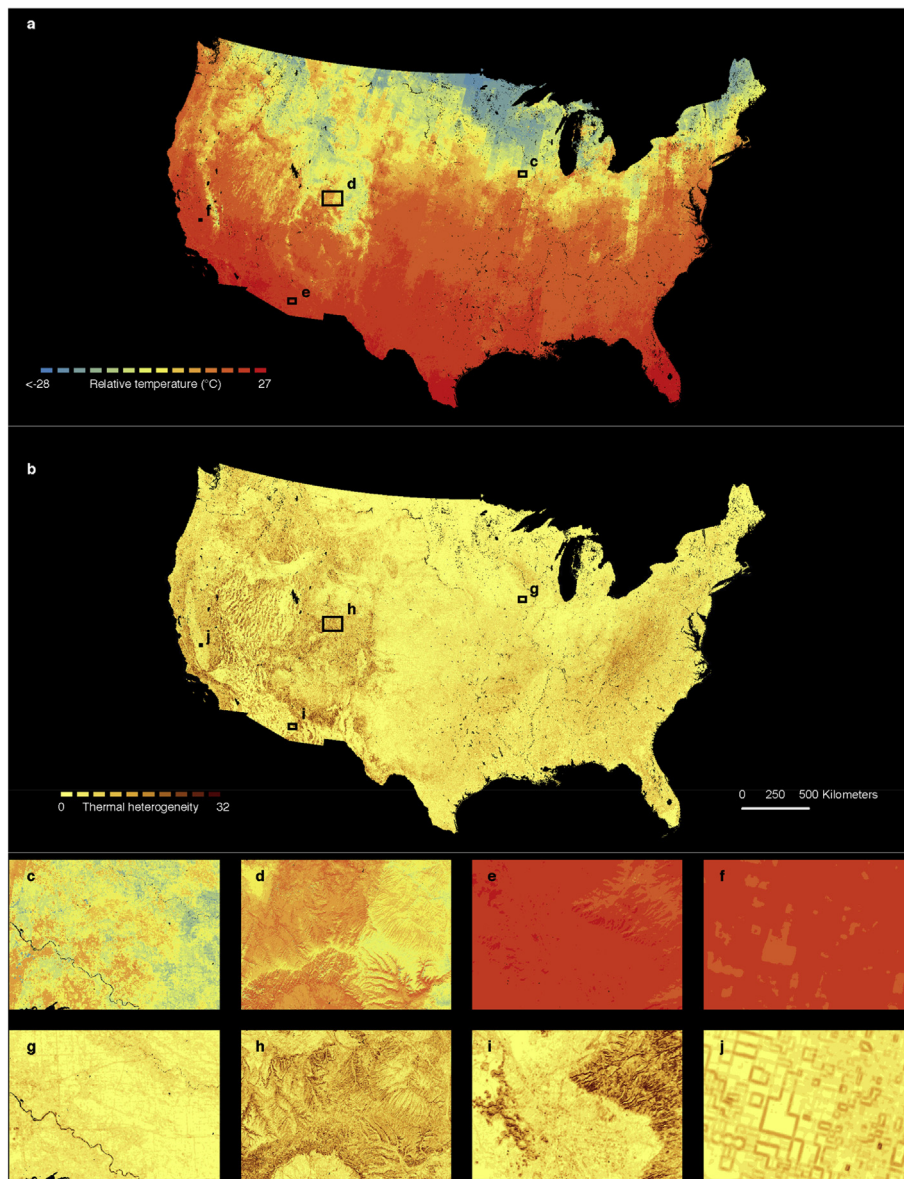 a
c
d
f
e
<-28 Relative temperature (°C) 27
b
g
h
j
i
0 Thermal heterogeneity 32
0 250 500 Kilometers
c d e f
g h i j